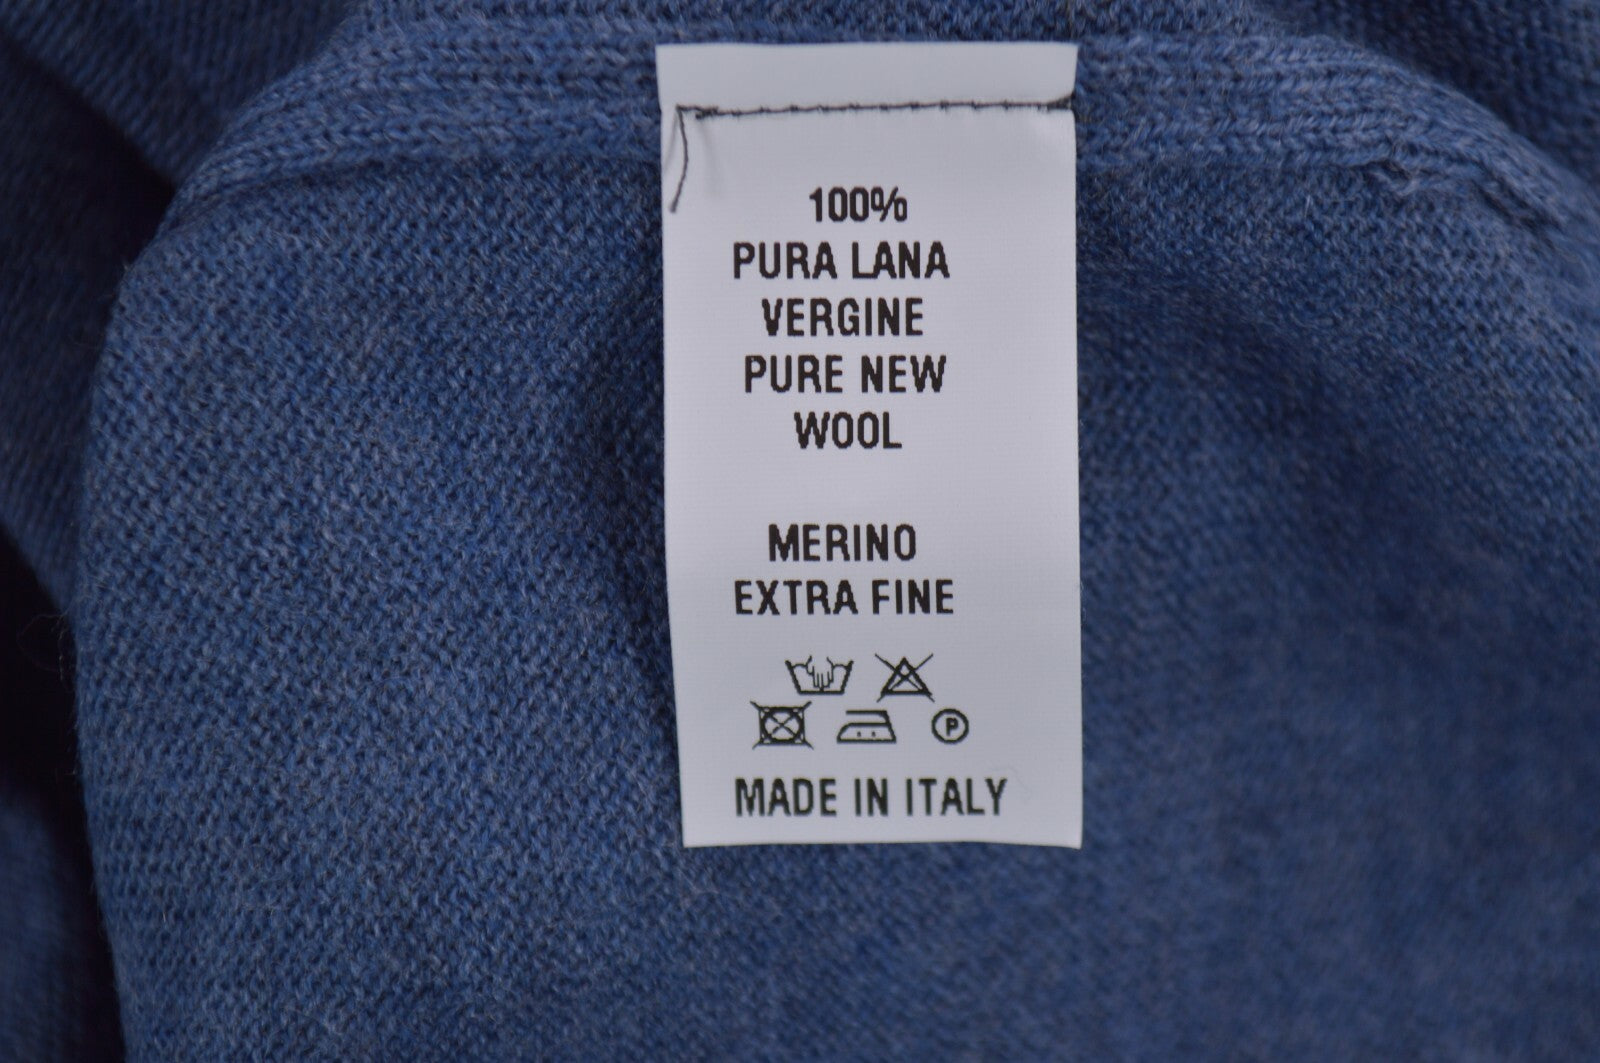 100%
PURA LANA
VERGINE
PURE NEW
WOOL
MERINO
EXTRA FINE
P
MADE IN ITALY